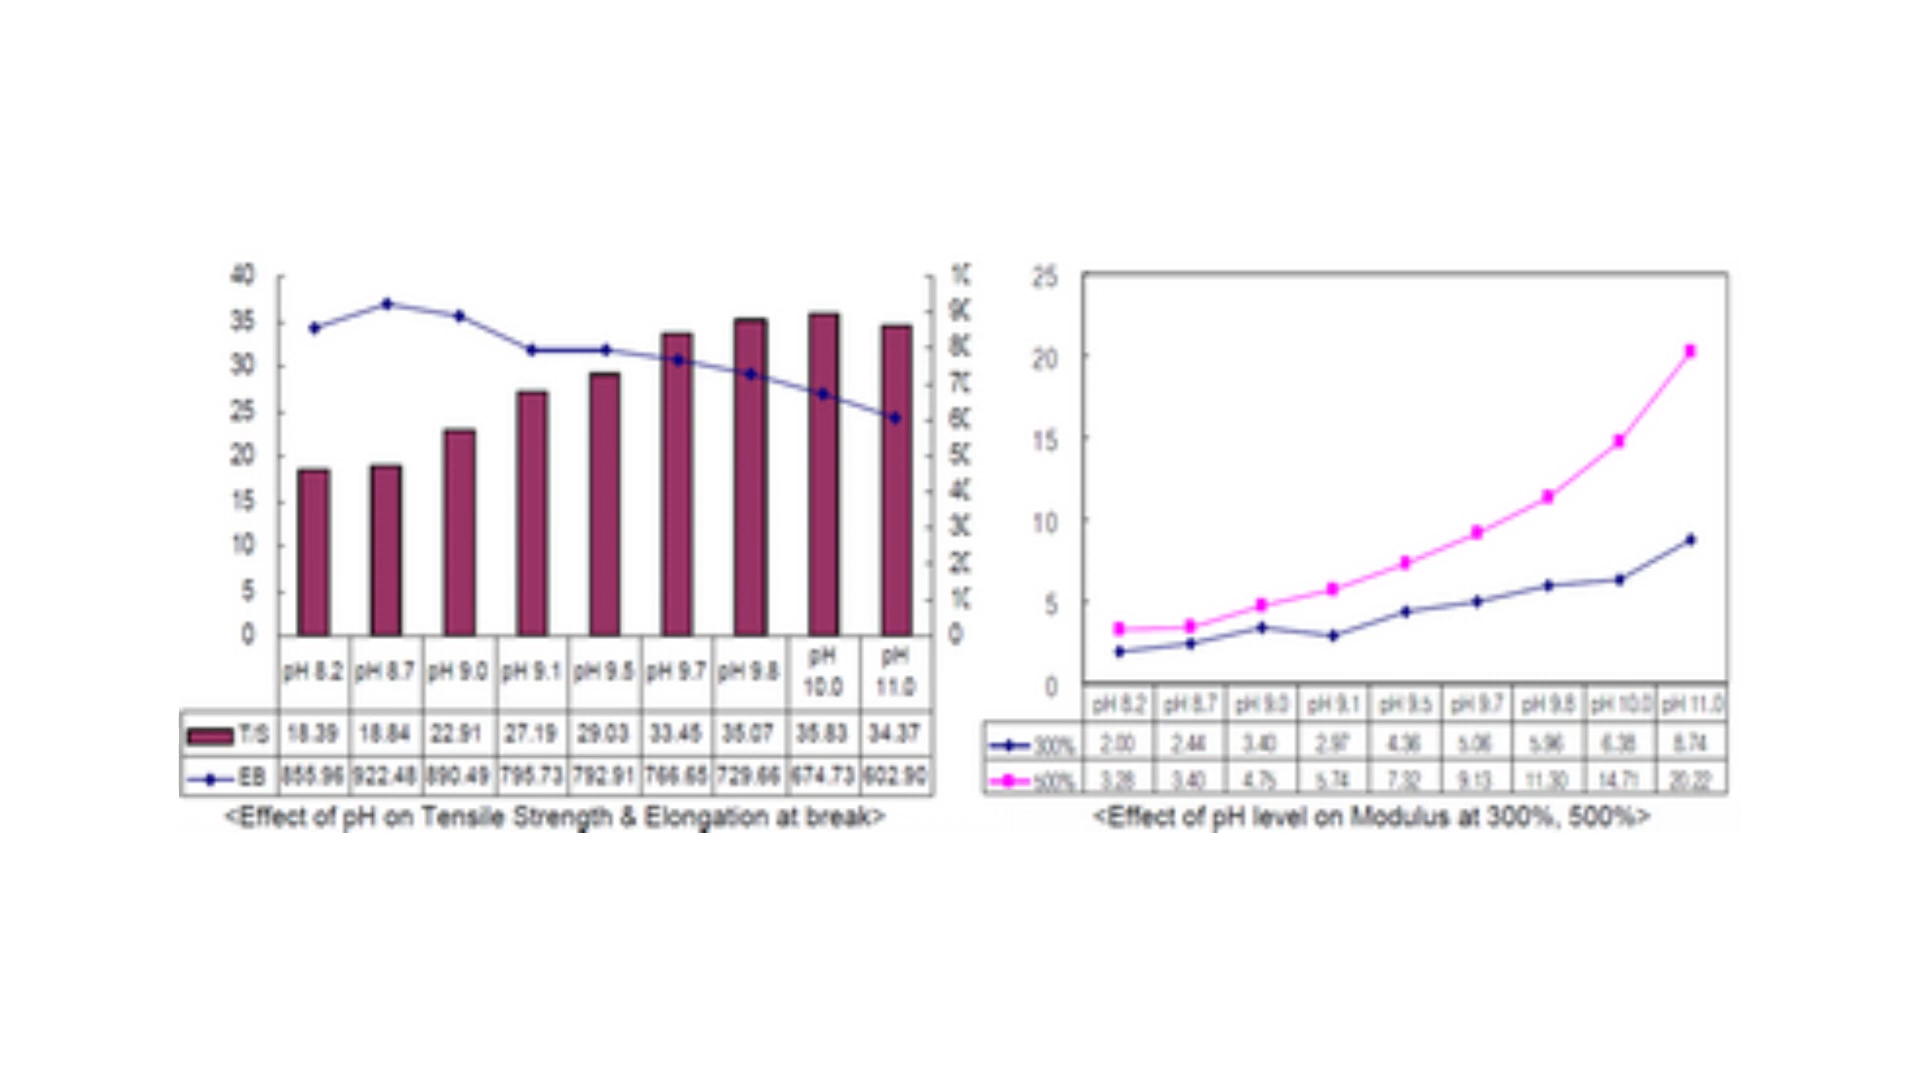 40
35
30
25
20
15
10
5
0
pH 8.2 pH 8.7 pH 9.0 pH 9.1 pH 9.5 pH 9.7 pH 9.8 pH 10.0 pH 11.0
T/S 18.39 18.84 22.91 27.19 29.03 33.45 35.07 35.83 34.37
EB 855.96 922.48 890.49 795.73 792.91 766.65 729.66 674.73 602.90
<Effect of pH on Tensile Strength & Elongation at break>
25
20
15
10
5
0
pH 8.2 pH 8.7 pH 9.0 pH 9.1 pH 9.5 pH 9.7 pH 9.8 pH 10.0 pH 11.0
300% 2.00 2.44 3.40 2.97 4.36 5.06 5.96 6.38 8.74
500% 3.28 3.40 4.75 5.74 7.32 9.13 11.30 14.71 20.22
<Effect of pH level on Modulus at 300%, 500%>